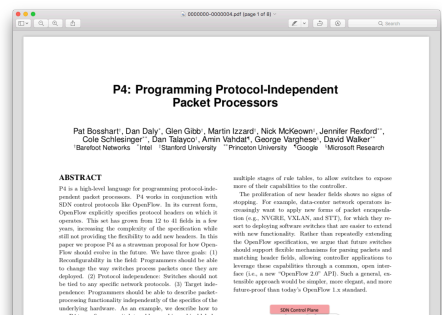 0000000-0000004.pdf (page 1 of 8)
Search
P4: Programming Protocol-Independent
Packet Processors
Pat Bosshart†, Dan Daly*, Glen Gibb†, Martin Izzard†, Nick McKeown‡, Jennifer Rexford**,
Cole Schlesinger**, Dan Talayco†, Amin Vahdat¶, George Varghese§, David Walker**
†Barefoot Networks *Intel ‡Stanford University **Princeton University ¶Google §Microsoft Research
ABSTRACT
P4 is a high-level language for programming protocol-inde-
pendent packet processors. P4 works in conjunction with
SDN control protocols like OpenFlow. In its current form,
OpenFlow explicitly specifies protocol headers on which it
operates. This set has grown from 12 to 41 fields in a few
years, increasing the complexity of the specification while
still not providing the flexibility to add new headers. In this
paper we propose P4 as a strawman proposal for how Open-
Flow should evolve in the future. We have three goals: (1)
Reconfigurability in the field: Programmers should be able
to change the way switches process packets once they are
deployed. (2) Protocol independence: Switches should not
be tied to any specific network protocols. (3) Target inde-
pendence: Programmers should be able to describe packet-
processing functionality independently of the specifics of the
underlying hardware. As an example, we describe how to
multiple stages of rule tables, to allow switches to expose
more of their capabilities to the controller.
The proliferation of new header fields shows no signs of
stopping. For example, data-center network operators in-
creasingly want to apply new forms of packet encapsula-
tion (e.g., NVGRE, VXLAN, and STT), for which they re-
sort to deploying software switches that are easier to extend
with new functionality. Rather than repeatedly extending
the OpenFlow specification, we argue that future switches
should support flexible mechanisms for parsing packets and
matching header fields, allowing controller applications to
leverage these capabilities through a common, open inter-
face (i.e., a new "OpenFlow 2.0" API). Such a general, ex-
tensible approach would be simpler, more elegant, and more
future-proof than today's OpenFlow 1.x standard.
SDN Control Plane